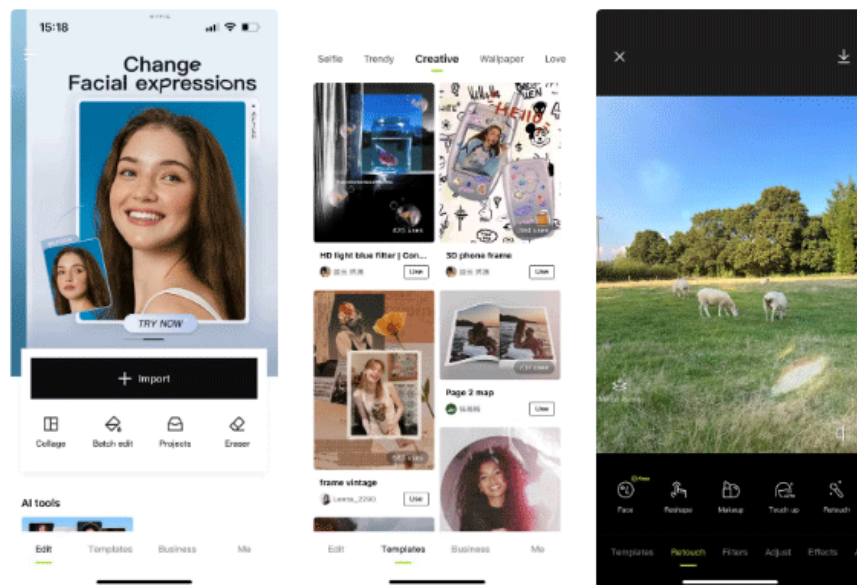 15:18
Change
Facial expressions
TRY NOW
+ Import
Collage
Batch edit
Projects
Eraser
AI tools
Edit
Templates
Business
Me
Selfie
Trendy
Creative
Wallpaper
Love
HELLO
HD light blue filter | Con...
3D phone frame
Use
Use
Page 2 map
Use
frame vintage
Leena_2290
Use
Edit
Templates
Business
Me
Face
Reshape
Makeup
Touch up
Retouch
Templates
Retouch
Filters
Adjust
Effects